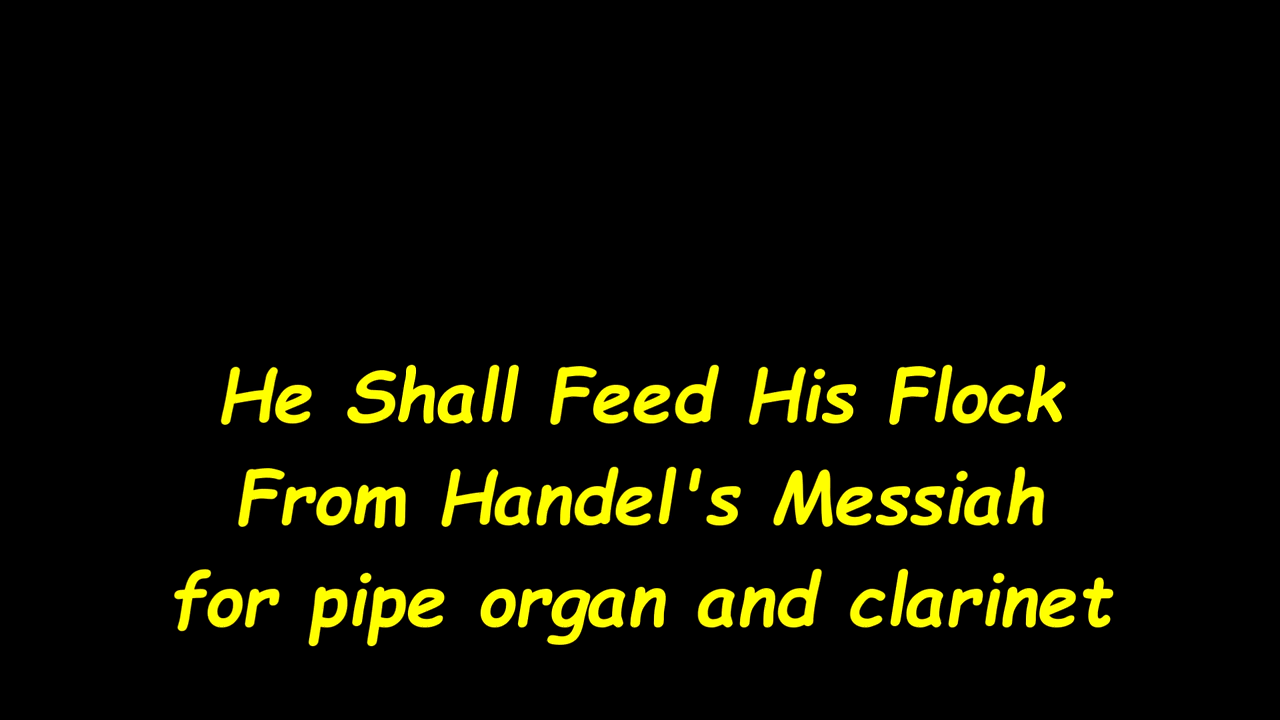 He Shall Feed His Flock
From Handel's Messiah
for pipe organ and clarinet